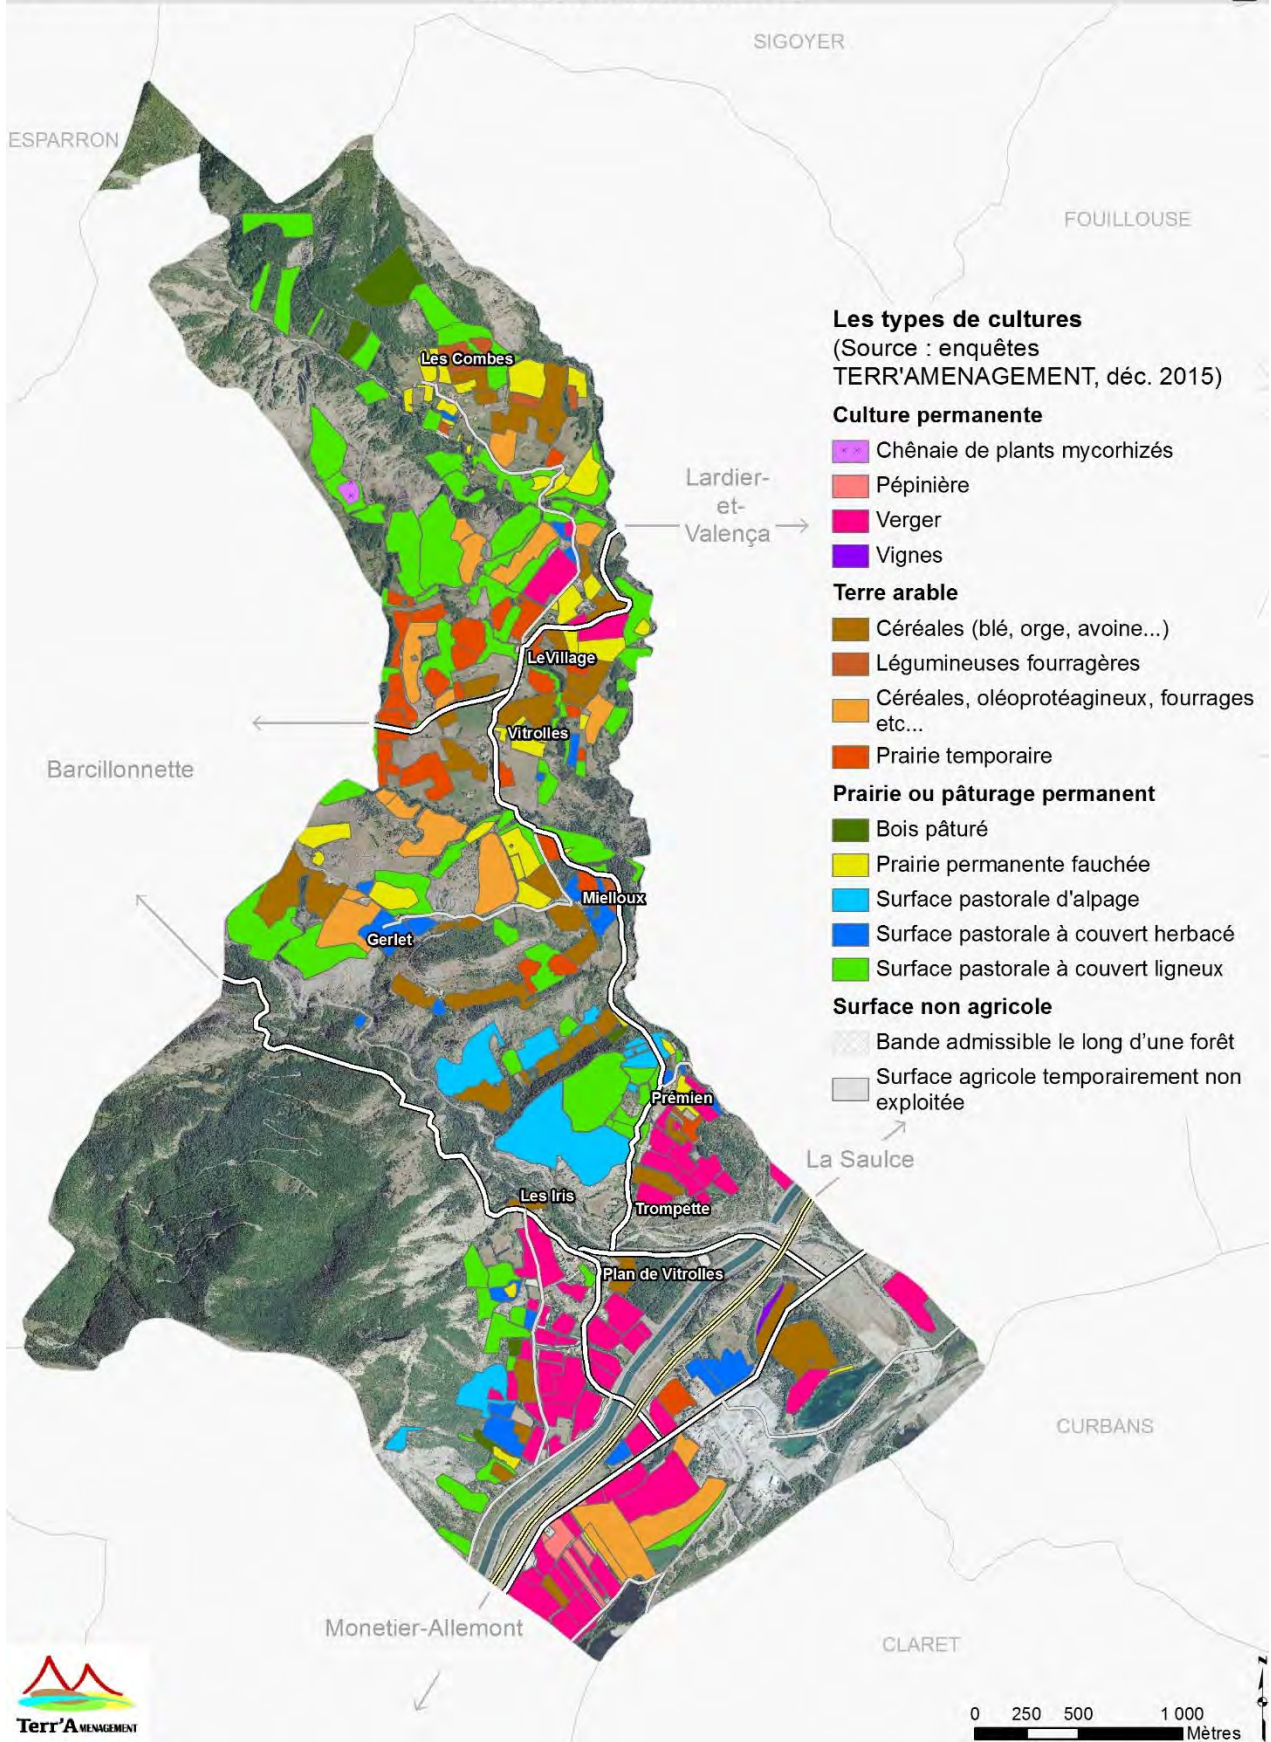 SIGOYER
ESPARRON
FOUILLOUSE
Les types de cultures
(Source : enquêtes
TERR'AMENAGEMENT, déc. 2015)
Les Combes
Culture permanente
Chênaie de plants mycorhizés
Pépinière
Verger
Vignes
Lardier-
et-
Valença
Terre arable
Céréales (blé, orge, avoine...)
Légumineuses fourragères
Céréales, oléoprotéagineux, fourrages
etc...
Prairie temporaire
LeVillage
Vitrolles
Barcillonnette
Prairie ou pâturage permanent
Bois pâturé
Prairie permanente fauchée
Surface pastorale d'alpage
Surface pastorale à couvert herbacé
Surface pastorale à couvert ligneux
Mielloux
Gerlet
Surface non agricole
Bande admissible le long d'une forêt
Surface agricole temporairement non
exploitée
Prémien
La Saulce
Les Iris
Trompette
Plan de Vitrolles
CURBANS
Monetier-Allemont
CLARET
Terr'AMENAGEMENT
N
0 250 500 1 000
Mètres